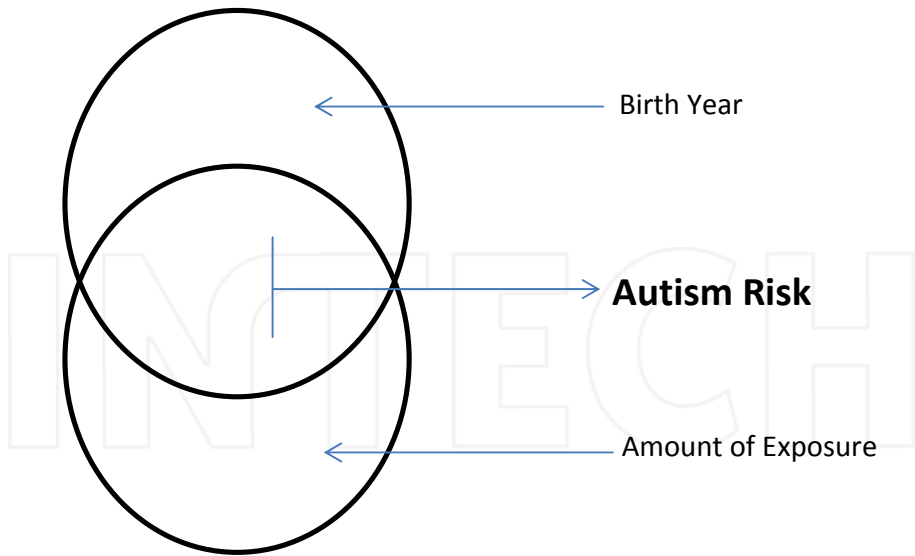 Birth Year
INTECH
Autism Risk
Amount of Exposure